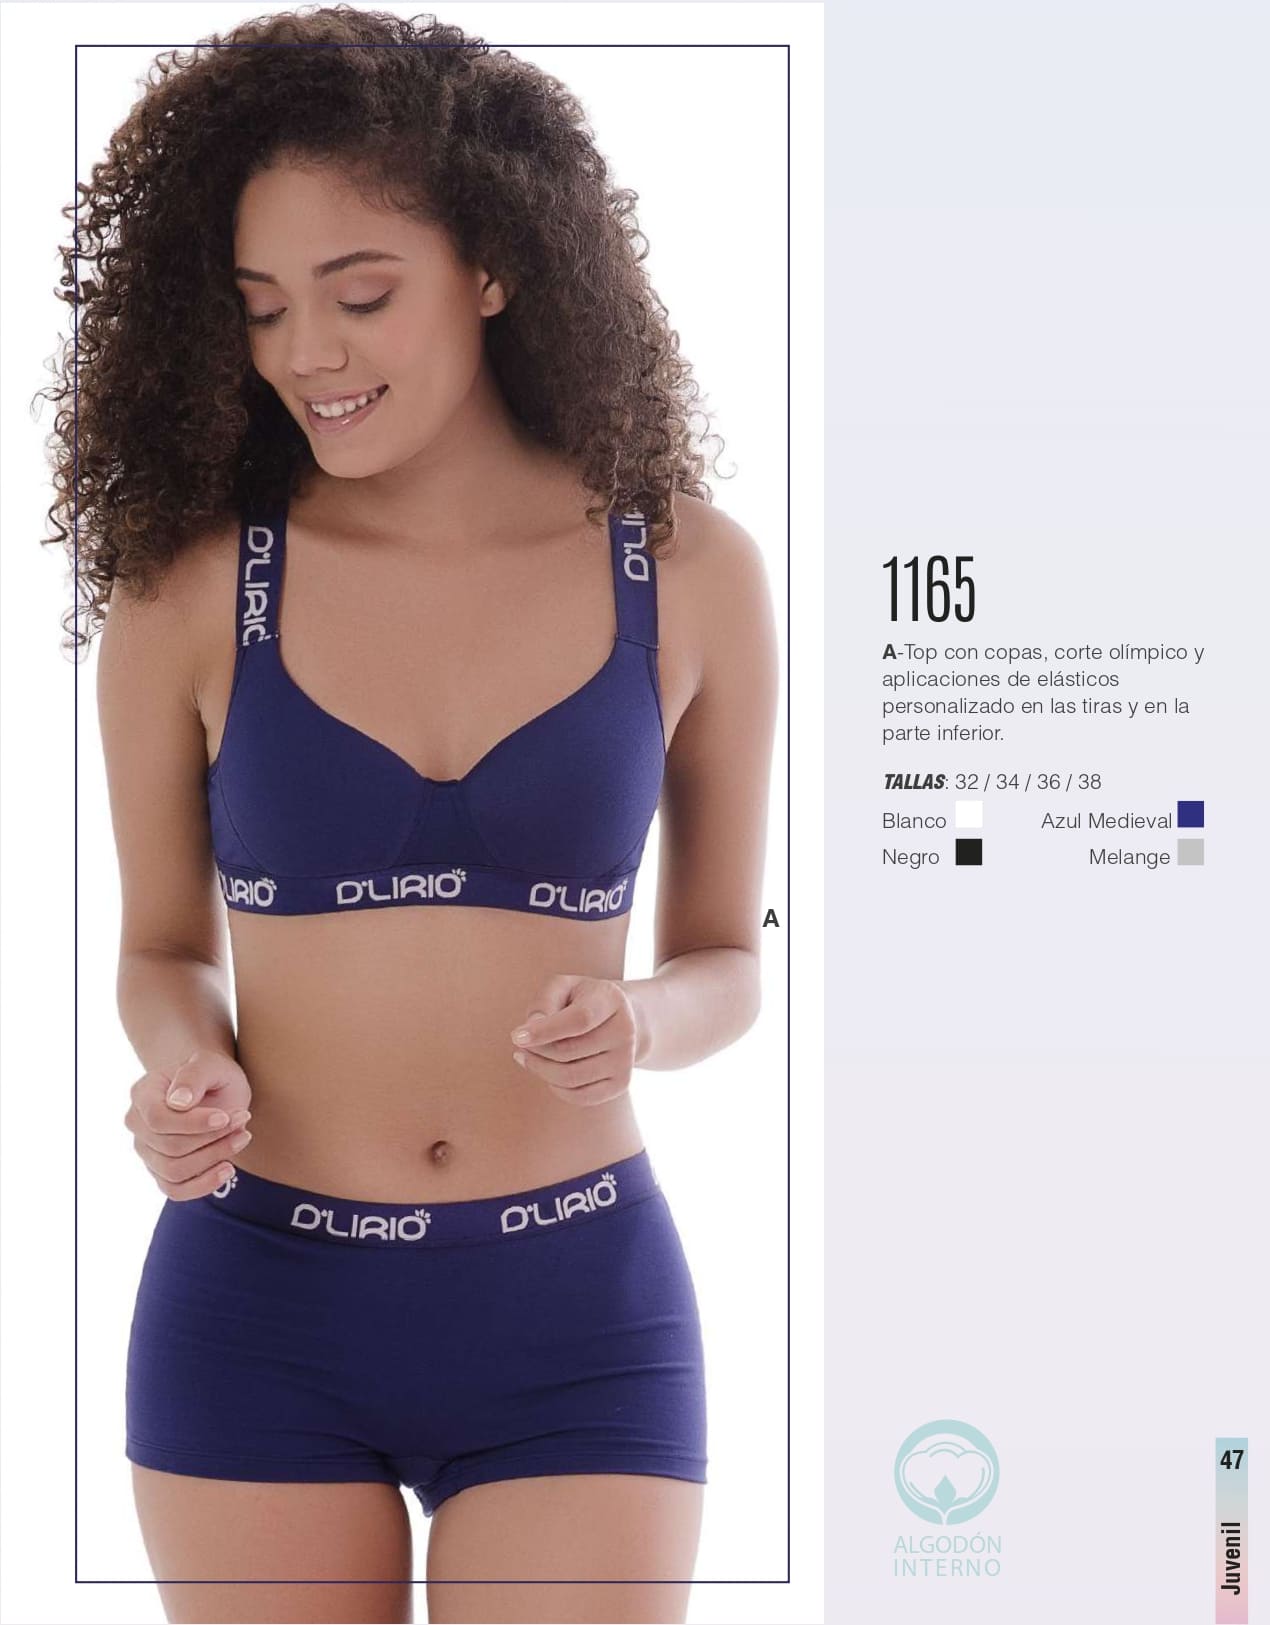 D'LIRIO
D'LIRIO
D'LIRIO
D'LIRIO
D'LIRIO
D'LIRIO
D'LIRIO
1165
A-Top con copas, corte olímpico y
aplicaciones de elásticos
personalizado en las tiras y en la
parte inferior.
TALLAS: 32 / 34 / 36 / 38
Blanco Azul Medieval
Negro Melange
A
ALGODÓN
INTERNO
47
Juvenil